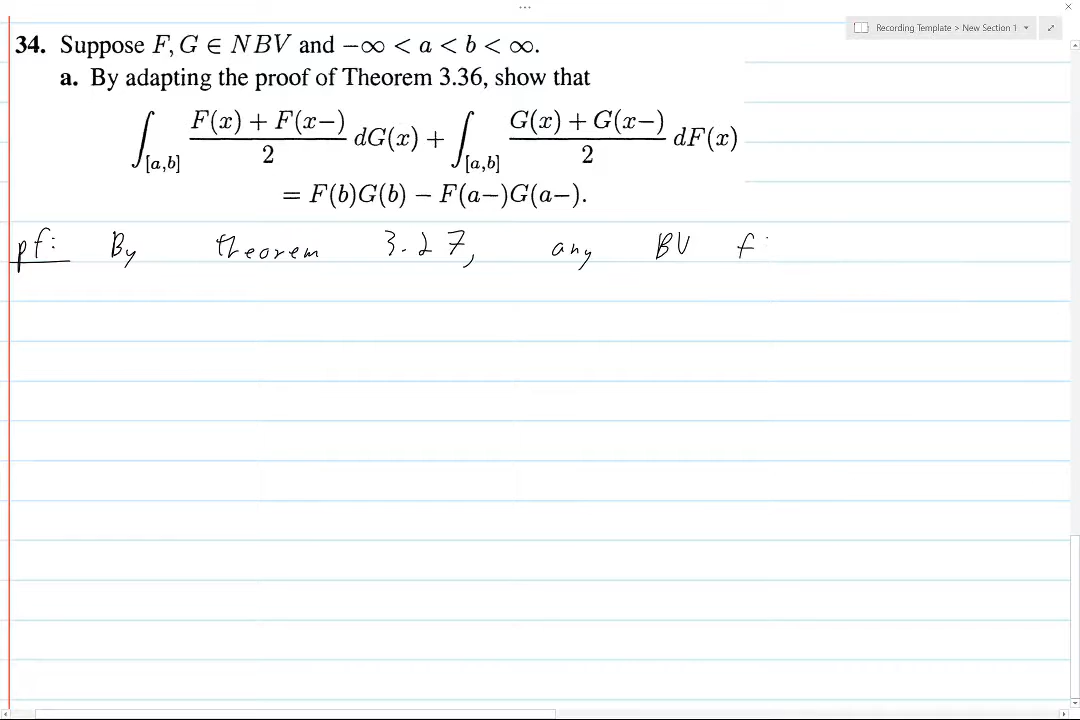 Recording Template > New Section 1
34. Suppose F, G ∈ NBV and −∞ < a < b < ∞.
a. By adapting the proof of Theorem 3.36, show that
∫_{[a,b]} (F(x) + F(x−))/2 dG(x) + ∫_{[a,b]} (G(x) + G(x−))/2 dF(x)
= F(b)G(b) − F(a−)G(a−).
pf: By theorem 3.27, any BV f